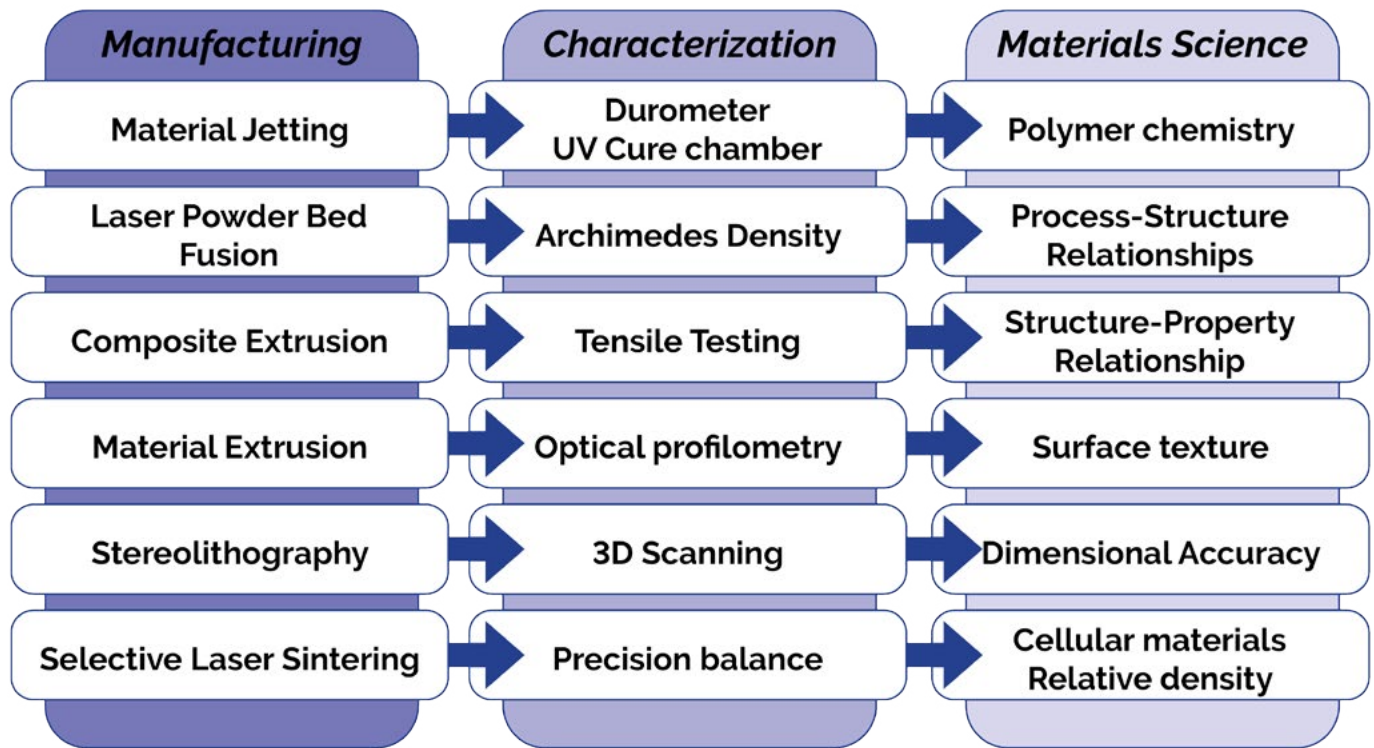 Manufacturing
Characterization
Materials Science
Material Jetting
Durometer
UV Cure chamber
Polymer chemistry
Laser Powder Bed
Fusion
Archimedes Density
Process-Structure
Relationships
Composite Extrusion
Tensile Testing
Structure-Property
Relationship
Material Extrusion
Optical profilometry
Surface texture
Stereolithography
3D Scanning
Dimensional Accuracy
Selective Laser Sintering
Precision balance
Cellular materials
Relative density